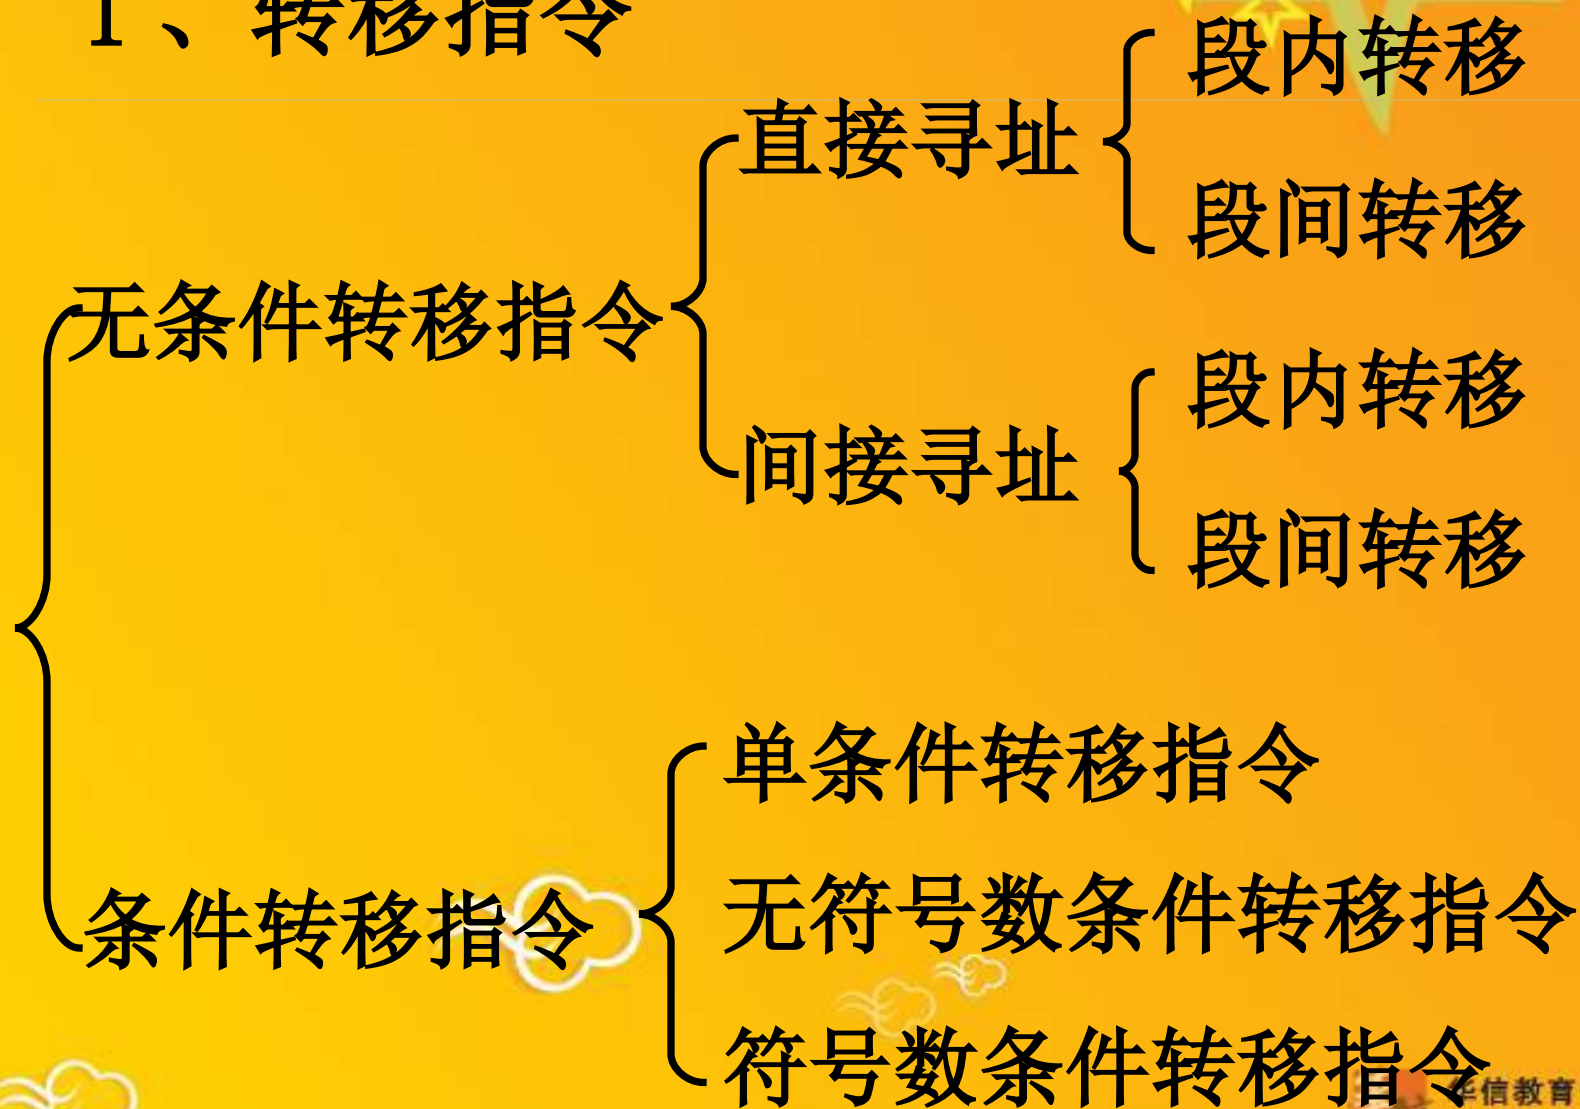 1、转移指令
段内转移
直接寻址
段间转移
无条件转移指令
段内转移
间接寻址
段间转移
单条件转移指令
无符号数条件转移指令
条件转移指令
符号数条件转移指令
华信教育